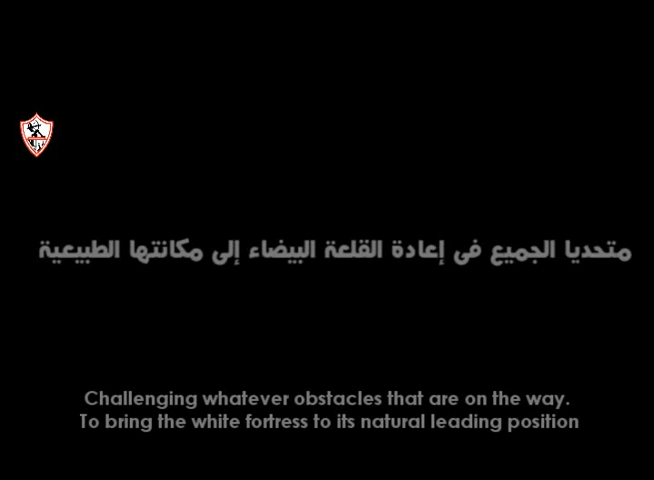 متحديا الجميع فى إعادة القلعة البيضاء إلى مكانتها الطبيعية
Challenging whatever obstacles that are on the way.
To bring the white fortress to its natural leading position